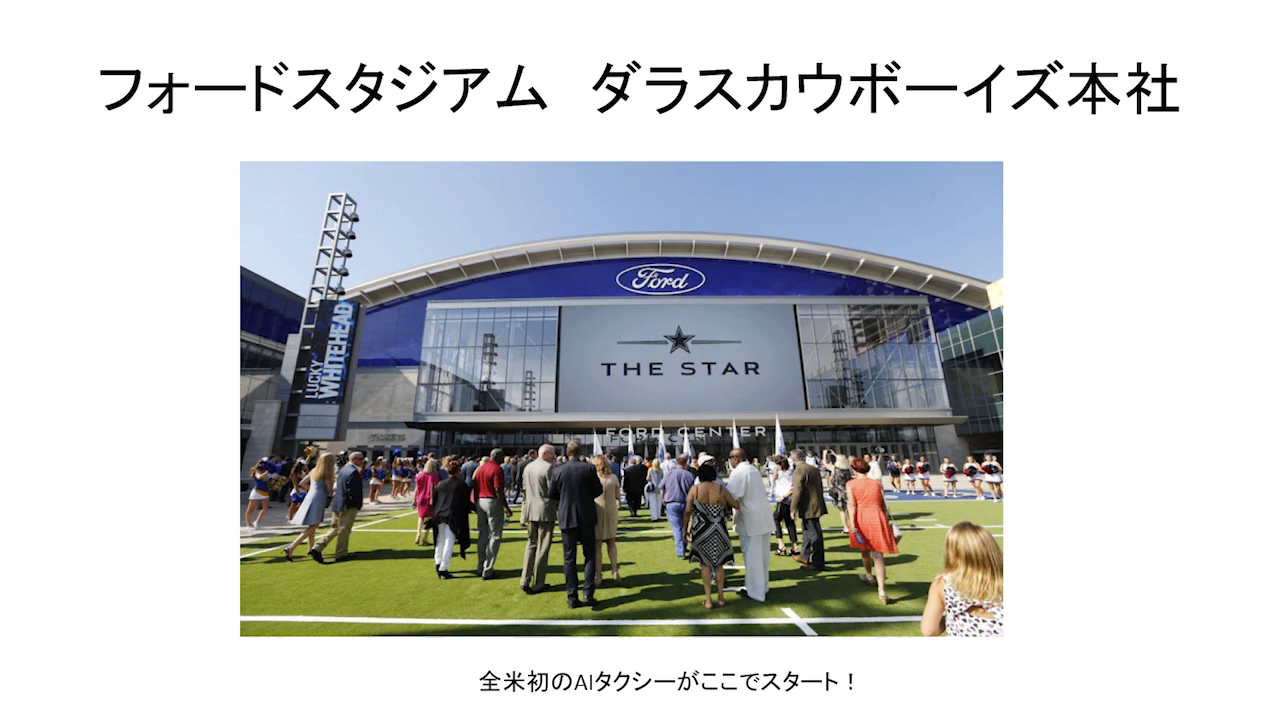 フォードスタジアム　ダラスカウボーイズ本社
Ford
THE STAR
LUCKY
WHITEHEAD
FORD CENTER
TICKETS
全米初のAIタクシーがここでスタート！